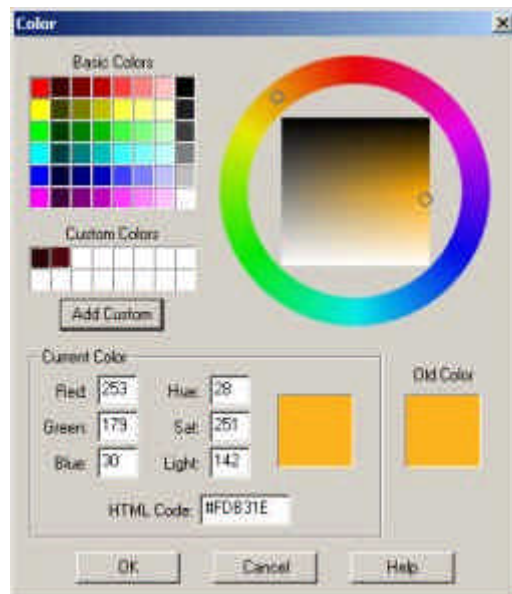 Color
Basic Colors
Custom Colors
Add Custom
Current Color
Red: 253 Hue: 28
Green: 179 Sat: 251
Blue: 30 Light: 142
HTML Code: #FDB31E
Old Color
OK Cancel Help